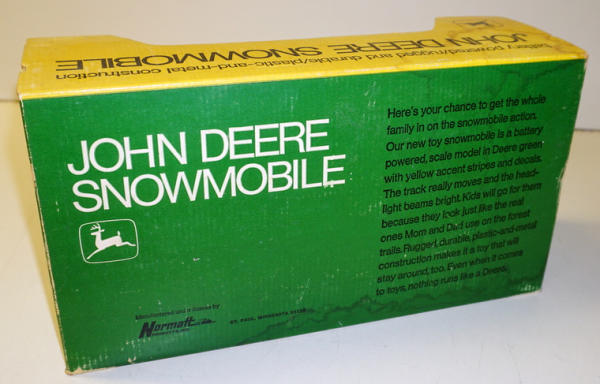 battery powered/rugged and durable/plastic-and-metal construction
JOHN DEERE SNOWMOBILE
JOHN DEERE
SNOWMOBILE
Here's your chance to get the whole
family in on the snowmobile action.
Our new toy snowmobile is a battery
powered, scale model in Deere green
with yellow accent stripes and decals.
The track really moves and the head-
light beams bright. Kids will go for them
because they look just like the real
ones Mom and Dad use on the forest
trails. Rugged, durable, plastic-and-metal
construction makes it a toy that will
stay around, too. Even when it comes
to toys, nothing runs like a Deere.
Manufactured license by
Normatt
PRODUCTS, INC.
ST. PAUL, MINNESOTA